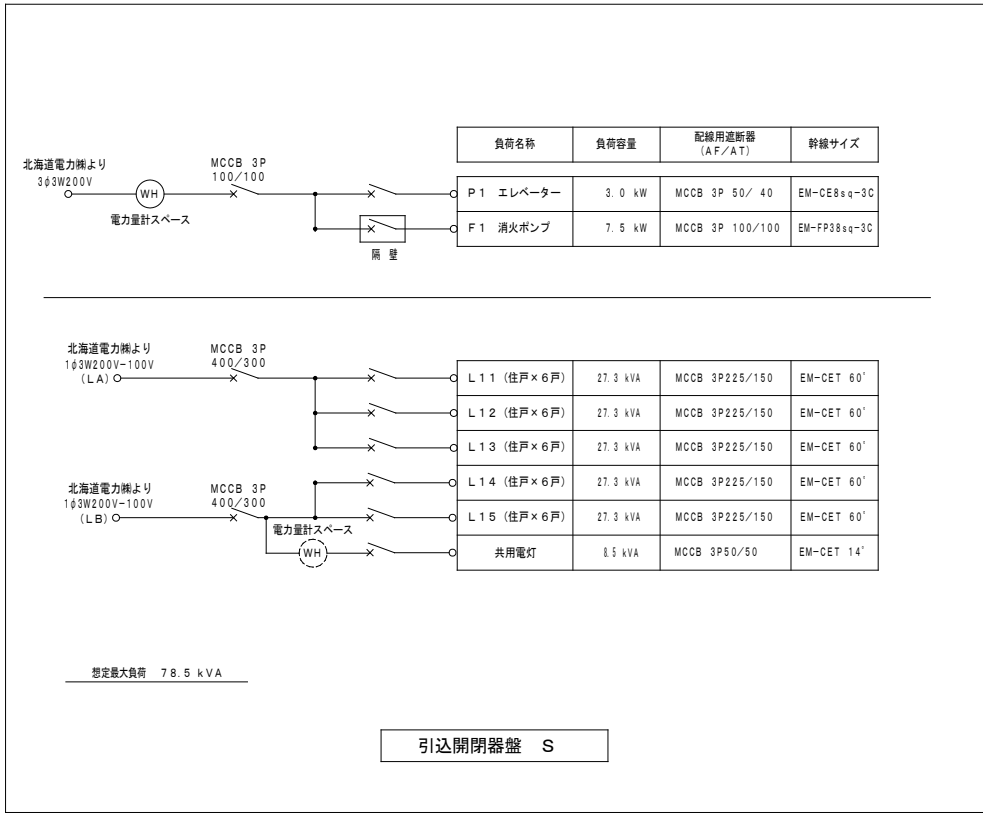 負荷名称 負荷容量 配線用遮断器 幹線サイズ
(AF/AT)
北海道電力㈱より
3φ3W200V
MCCB 3P
100/100
WH
電力量計スペース
P1 エレベーター 3.0 kW MCCB 3P 50/ 40 EM-CE8sq-3C
F1 消火ポンプ 7.5 kW MCCB 3P 100/100 EM-FP38sq-3C
隔 壁
北海道電力㈱より
1φ3W200V-100V
(LA)
MCCB 3P
400/300
L11 (住戸×6戸) 27.3 kVA MCCB 3P225/150 EM-CET 60°
L12 (住戸×6戸) 27.3 kVA MCCB 3P225/150 EM-CET 60°
L13 (住戸×6戸) 27.3 kVA MCCB 3P225/150 EM-CET 60°
L14 (住戸×6戸) 27.3 kVA MCCB 3P225/150 EM-CET 60°
北海道電力㈱より
1φ3W200V-100V
(LB)
MCCB 3P
400/300
L15 (住戸×6戸) 27.3 kVA MCCB 3P225/150 EM-CET 60°
電力量計スペース
WH
共用電灯 8.5 kVA MCCB 3P50/50 EM-CET 14°
想定最大負荷 78.5 kVA
引込開閉器盤 S